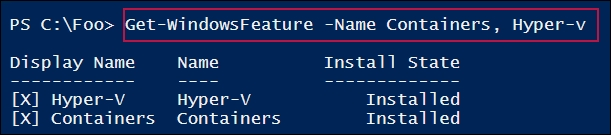 PS C:\Foo> Get-WindowsFeature -Name Containers, Hyper-v
Display Name Name Install State
------------ ---- -------------
[X] Hyper-V Hyper-V Installed
[X] Containers Containers Installed